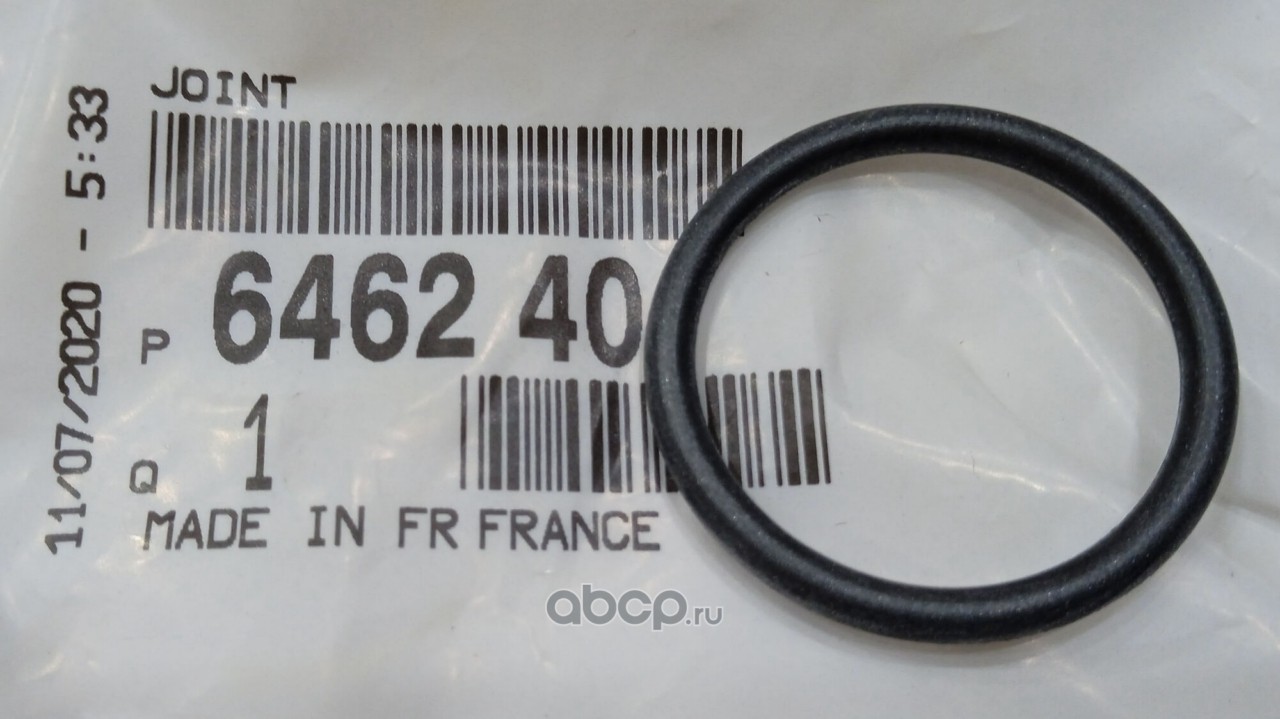 JOINT
P 6462 40
Q 1
MADE IN FR FRANCE
11/07/2020 - 5:33
abcp.ru